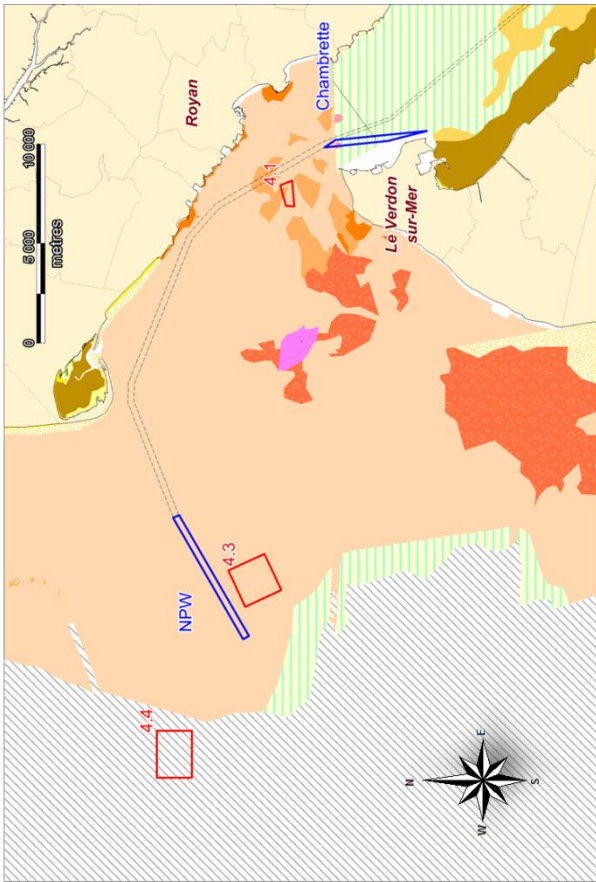 0 5 000 10 000
metres
4.4
NPW
Royan
4.3
4.1
Chambrette
Le Verdon
sur-Mer
N
W E
S